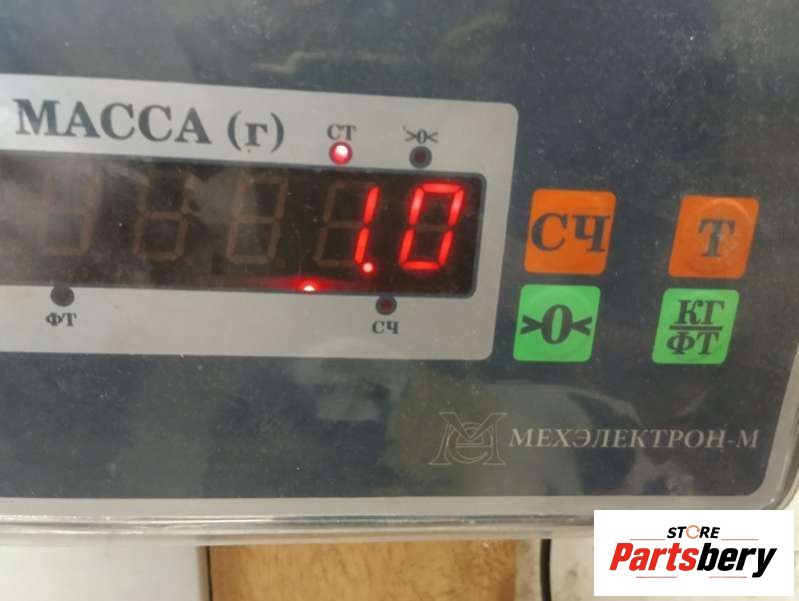 МАССА (г)
СТ
>0<
1.0
ФТ
СЧ
СЧ
Т
>0<
КГ
ФТ
МЕХЭЛЕКТРОН-М
STORE
Partsbery